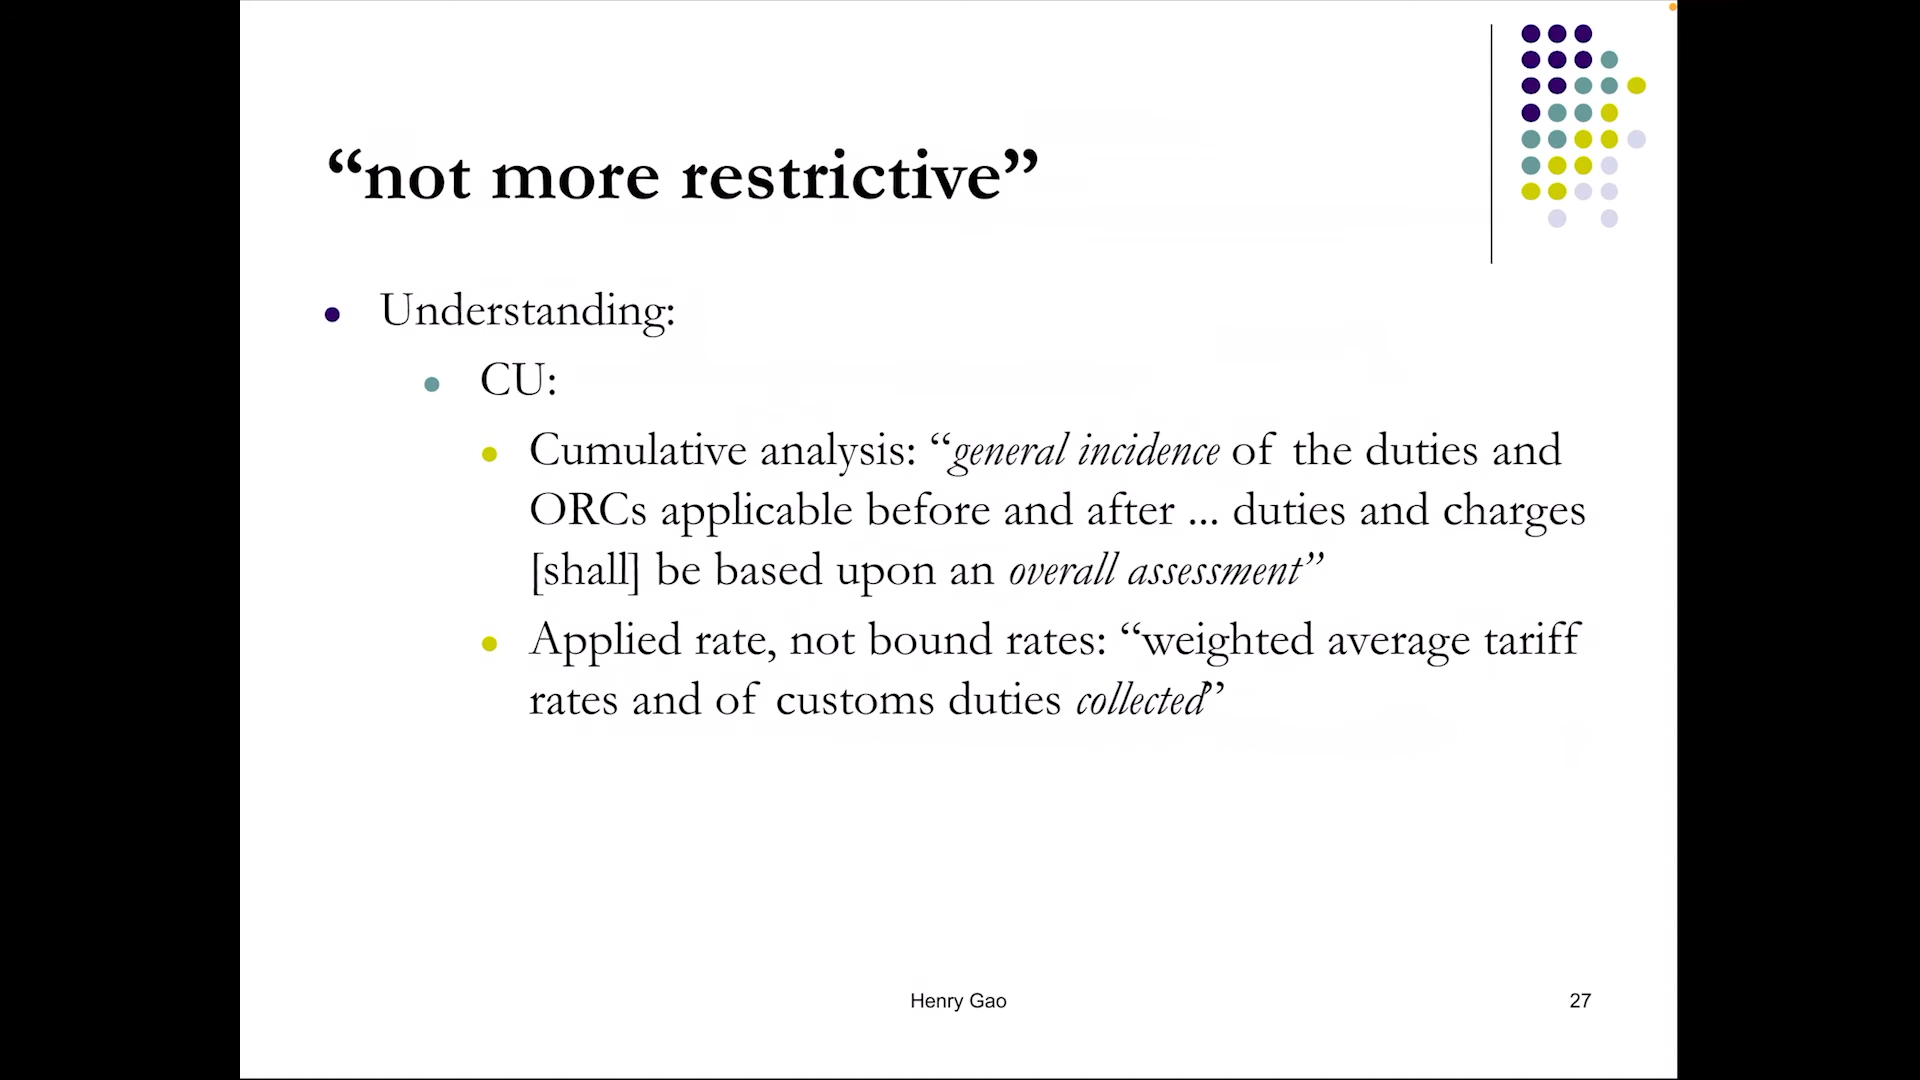 “not more restrictive”
Understanding:
CU:
Cumulative analysis: “general incidence of the duties and
ORCs applicable before and after ... duties and charges
[shall] be based upon an overall assessment”
Applied rate, not bound rates: “weighted average tariff
rates and of customs duties collected”
Henry Gao
27